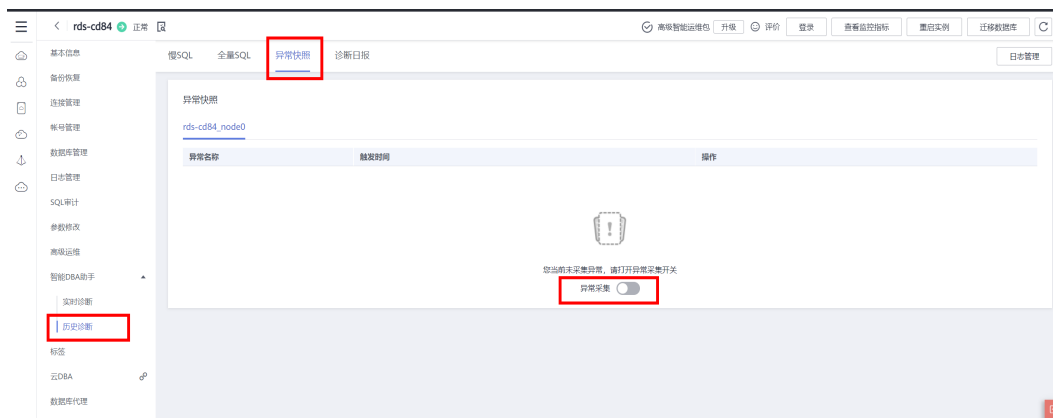 rds-cd84 正常 高级智能运维包 升级 评价 登录 查看监控指标 重启实例 迁移数据库
基本信息
备份恢复
连接管理
帐号管理
数据库管理
日志管理
SQL审计
参数修改
高级运维
智能DBA助手
实时诊断
历史诊断
标签
云DBA
数据库代理
慢SQL 全量SQL 异常快照 诊断日报 日志管理
异常快照
rds-cd84_node0
异常名称 触发时间 操作
您当前未采集异常，请打开异常采集开关
异常采集